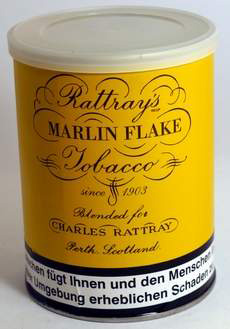 Rattray's
MARLIN FLAKE
Tobacco
since 1903
Blended for
CHARLES RATTRAY
Perth, Scotland.
fügt Ihnen und den Menschen
Umgebung erheblichen Schaden